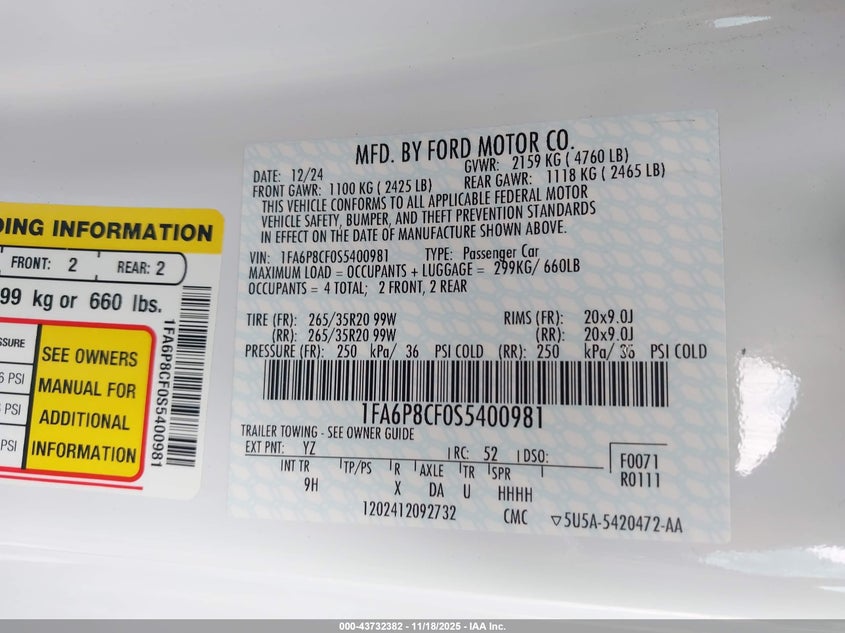 DING INFORMATION
FRONT: 2 REAR: 2
99 kg or 660 lbs.
SSURE
6 PSI
PSI
PSI
SEE OWNERS
MANUAL FOR
ADDITIONAL
INFORMATION
1FA6P8CF0S5400981
MFD. BY FORD MOTOR CO.
DATE: 12/24 GVWR: 2159 KG ( 4760 LB)
FRONT GAWR: 1100 KG ( 2425 LB) REAR GAWR: 1118 KG ( 2465 LB)
THIS VEHICLE CONFORMS TO ALL APPLICABLE FEDERAL MOTOR
VEHICLE SAFETY, BUMPER, AND THEFT PREVENTION STANDARDS
IN EFFECT ON THE DATE OF MANUFACTURE SHOWN ABOVE.
VIN: 1FA6P8CF0S5400981 TYPE: Passenger Car
MAXIMUM LOAD = OCCUPANTS + LUGGAGE = 299KG/ 660LB
OCCUPANTS = 4 TOTAL; 2 FRONT, 2 REAR
TIRE (FR): 265/35R20 99W RIMS (FR): 20x9.0J
(RR): 265/35R20 99W (RR): 20x9.0J
PRESSURE (FR): 250 kPa/ 36 PSI COLD (RR): 250 kPa/ 36 PSI COLD
1FA6P8CF0S5400981
TRAILER TOWING - SEE OWNER GUIDE
EXT PNT: YZ RC: 52 DSO:
F0071
R0111
INT TR TP/PS R AXLE TR SPR
9H X DA U HHHH
1202412092732 CMC ▽5U5A-5420472-AA
000-43732382 - 11/18/2025 - IAA Inc.